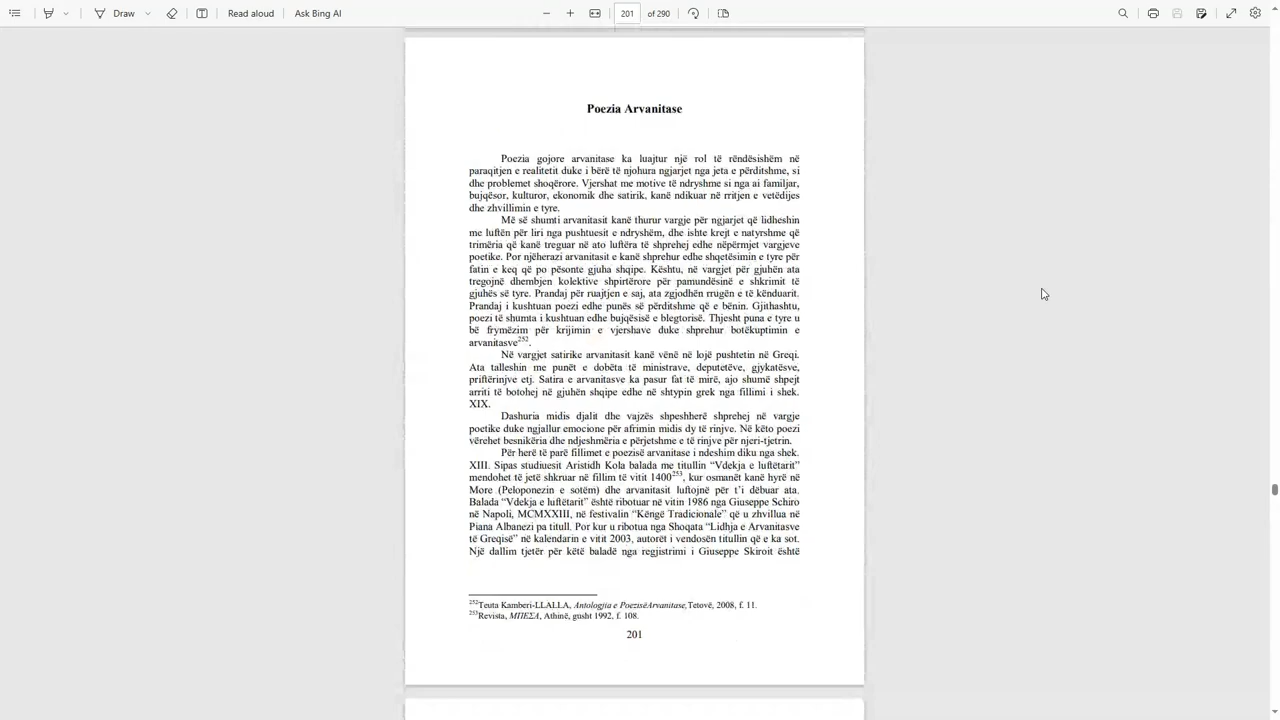 Draw
Read aloud
Ask Bing AI
201
of 290
Poezia Arvanitase
Poezia gojore arvanitase ka luajtur një rol të rëndësishëm në
paraqitjen e realitetit duke i bërë të njohura ngjarjet nga jeta e përditshme, si
dhe problemet shoqërore. Vjershat me motive të ndryshme si nga ai familjar,
bujqësor, kulturor, ekonomik dhe satirik, kanë ndikuar në rritjen e vetëdijes
dhe zhvillimin e tyre.
Më së shumti arvanitasit kanë thurur vargje për ngjarjet që lidheshin
me luftën për liri nga pushtuesit e ndryshëm, dhe ishte krejt e natyrshme që
trimëria që kanë treguar në ato luftëra të shprehej edhe nëpërmjet vargjeve
poetike. Por njëherazi arvanitasit e kanë shprehur edhe shqetësimin e tyre për
fatin e keq që po pësonte gjuha shqipe. Kështu, në vargjet për gjuhën ata
tregojnë dhembjen kolektive shpirtërore për pamundësinë e shkrimit të
gjuhës së tyre. Prandaj për ruajtjen e saj, ata zgjodhën rrugën e të kënduarit.
Prandaj i kushtuan poezi edhe punës së përditshme që e bënin. Gjithashtu,
poezi të shumta i kushtuan edhe bujqësisë e blegtorisë. Thjesht puna e tyre u
bë frymëzim për krijimin e vjershave duke shprehur botëkuptimin e
arvanitasve252.
Në vargjet satirike arvanitasit kanë vënë në lojë pushtetin në Greqi.
Ata talleshin me punët e dobëta të ministrave, deputetëve, gjykatësve,
priftërinjve etj. Satira e arvanitasve ka pasur fat të mirë, ajo shumë shpejt
arriti të botohej në gjuhën shqipe edhe në shtypin grek nga fillimi i shek.
XIX.
Dashuria midis djalit dhe vajzës shpeshherë shprehej në vargje
poetike duke ngjallur emocione për afrimin midis dy të rinjve. Në këto poezi
vërehet besnikëria dhe ndjeshmëria e përjetshme e të rinjve për njeri-tjetrin.
Për herë të parë fillimet e poezisë arvanitase i ndeshim diku nga shek.
XIII. Sipas studiuesit Aristidh Kola balada me titullin “Vdekja e luftëtarit”
mendohet të jetë shkruar në fillim të vitit 1400253, kur osmanët kanë hyrë në
More (Peloponezin e sotëm) dhe arvanitasit luftojnë për t’i dëbuar ata.
Balada “Vdekja e luftëtarit” është ribotuar në vitin 1986 nga Giuseppe Schiro
në Napoli, MCMXXIII, në festivalin “Këngë Tradicionale” që u zhvillua në
Piana Albanezi pa titull. Por kur u ribotua nga Shoqata “Lidhja e Arvanitasve
të Greqisë” në kalendarin e vitit 2003, autorët i vendosën titullin që e ka sot.
Një dallim tjetër për këtë baladë nga regjistrimi i Giuseppe Skiroit është
252Teuta Kamberi-LLALLA, Antologjia e PoezisëArvanitase,Tetovë, 2008, f. 11.
253Revista, ΜΠΕΣΑ, Athinë, gusht 1992, f. 108.
201